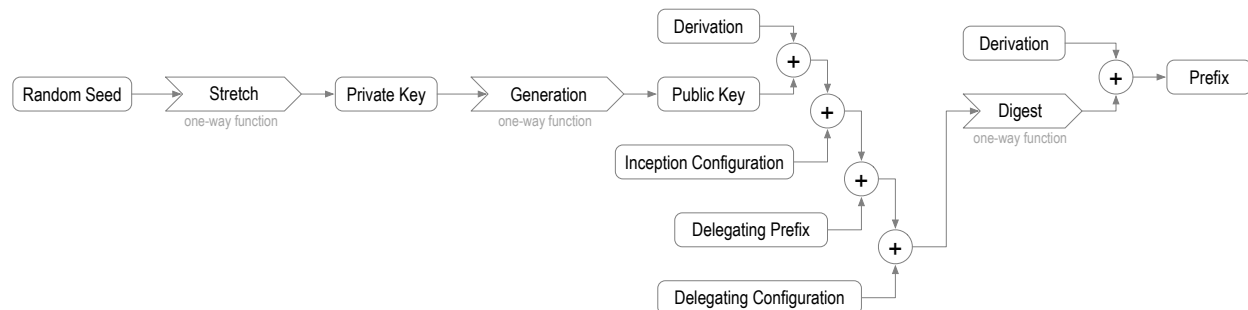 Derivation
Derivation
+
+
Random Seed
Stretch
Private Key
Generation
Public Key
Prefix
one-way function
one-way function
+
Digest
one-way function
Inception Configuration
+
Delegating Prefix
+
Delegating Configuration